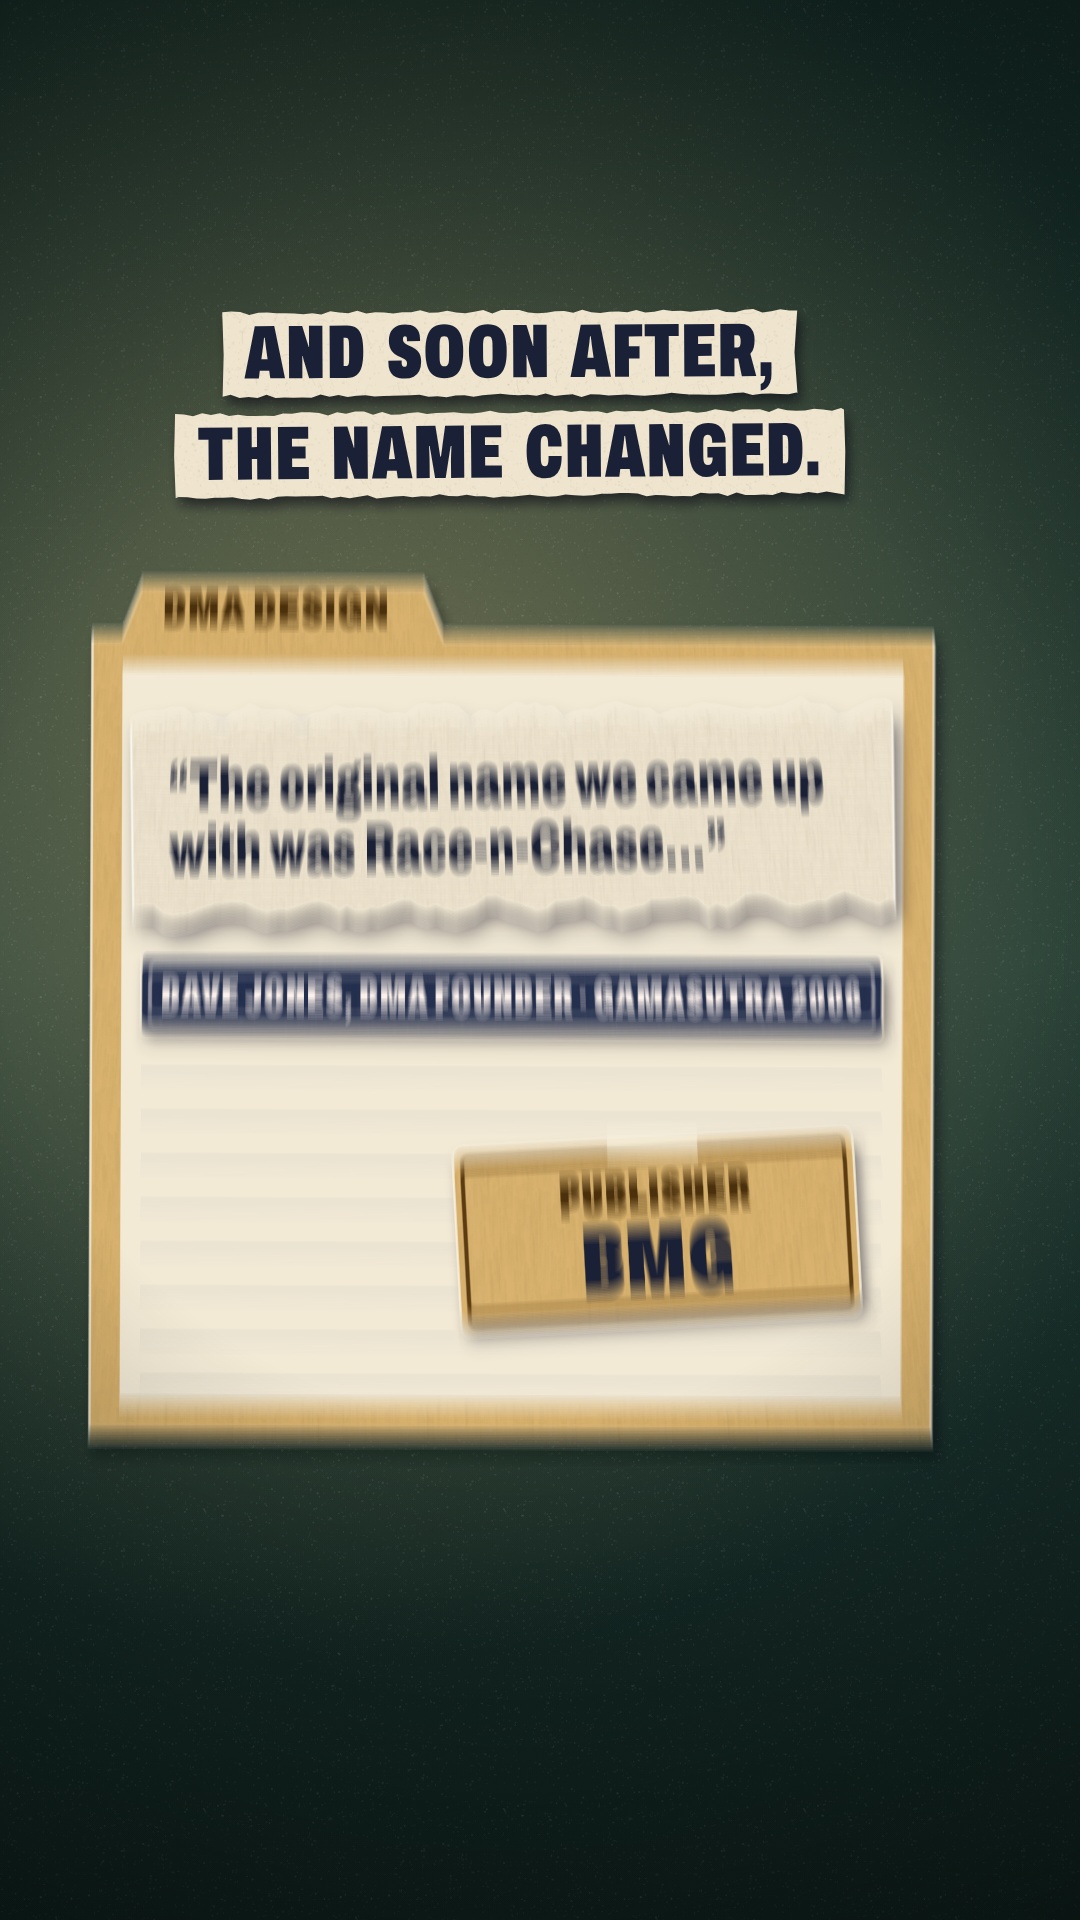 AND SOON AFTER,
THE NAME CHANGED.
DMA DESIGN
“The original name we came up
with was Race-n-Chase...”
DAVE JONES, DMA FOUNDER · GAMASUTRA 2000
PUBLISHER
BMG